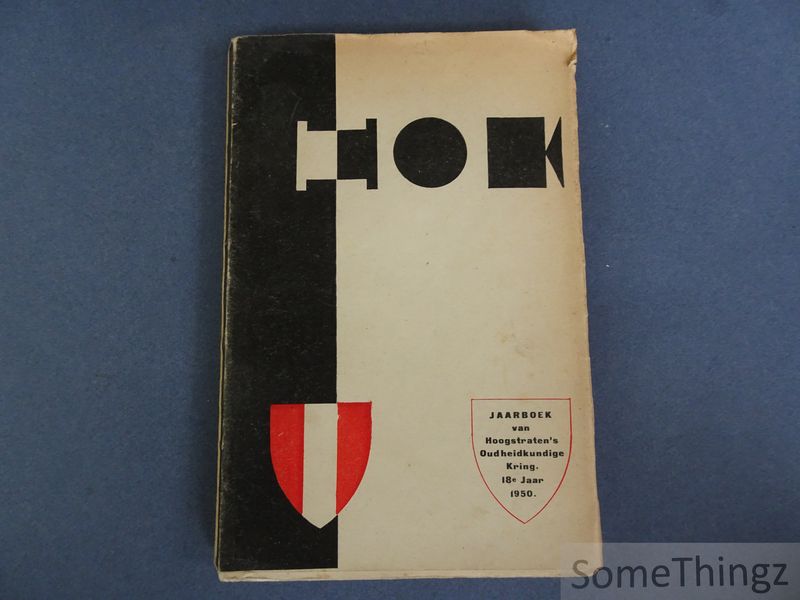 HOK
JAARBOEK
van
Hoogstraten's
Oudheidkundige
Kring.
18e Jaar
1950.
SomeThingz